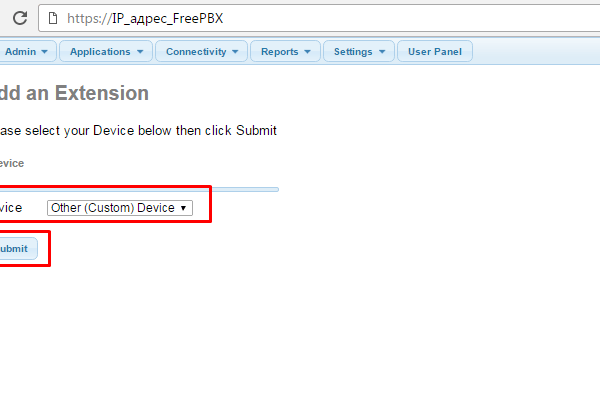 https://IP_адрес_FreePBX
Admin Applications Connectivity Reports Settings User Panel
dd an Extension
ase select your Device below then click Submit
evice
vice Other (Custom) Device
ubmit